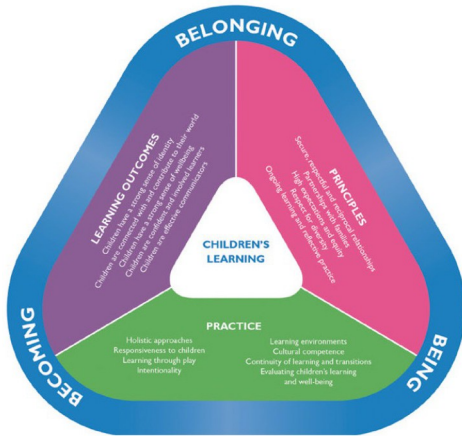 BELONGING
LEARNING OUTCOMES
Children have a strong sense of identity
Children are connected with and contribute to their world
Children have a strong sense of wellbeing
Children are confident and involved learners
Children are effective communicators
PRINCIPLES
Secure, respectful and reciprocal relationships
Partnerships with families
High expectations and equity
Respect for diversity
Ongoing learning and reflective practice
CHILDREN'S
LEARNING
PRACTICE
Holistic approaches
Responsiveness to children
Learning through play
Intentionality
Learning environments
Cultural competence
Continuity of learning and transitions
Evaluating children's learning
and well-being
BECOMING
BEING